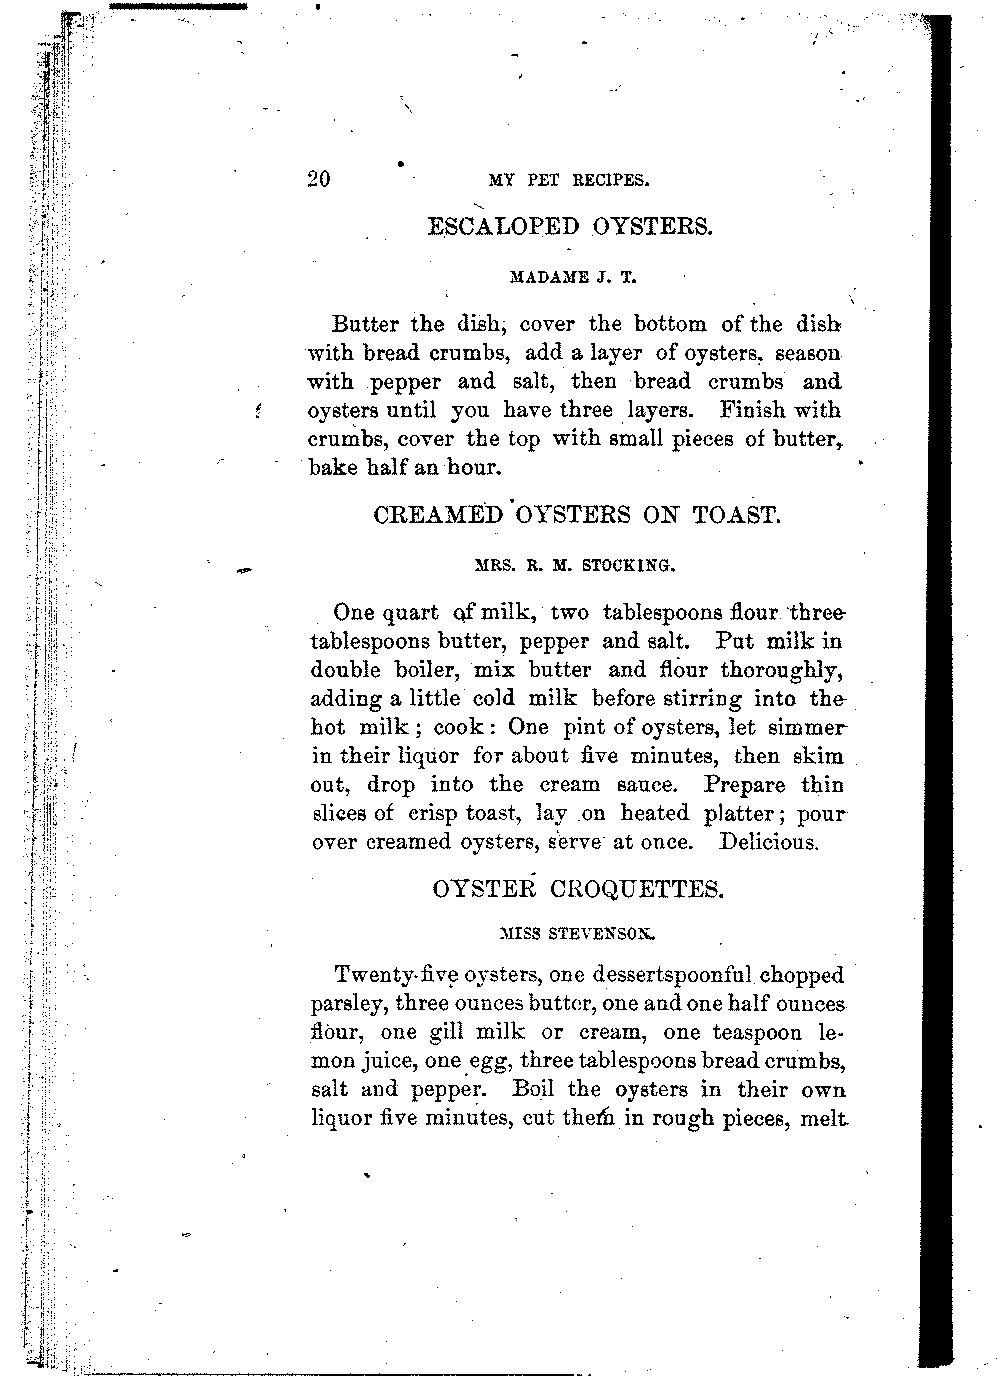 20 MY PET RECIPES.
ESCALOPED OYSTERS.
MADAME J. T.
Butter the dish, cover the bottom of the dish
with bread crumbs, add a layer of oysters, season
with pepper and salt, then bread crumbs and
oysters until you have three layers. Finish with
crumbs, cover the top with small pieces of butter,
bake half an hour.
CREAMED OYSTERS ON TOAST.
MRS. R. M. STOCKING.
One quart of milk, two tablespoons flour three
tablespoons butter, pepper and salt. Put milk in
double boiler, mix butter and flour thoroughly,
adding a little cold milk before stirring into the
hot milk ; cook : One pint of oysters, let simmer
in their liquor for about five minutes, then skim
out, drop into the cream sauce. Prepare thin
slices of crisp toast, lay on heated platter ; pour
over creamed oysters, serve at once. Delicious.
OYSTER CROQUETTES.
MISS STEVENSON.
Twenty-five oysters, one dessertspoonful chopped
parsley, three ounces butter, one and one half ounces
flour, one gill milk or cream, one teaspoon le-
mon juice, one egg, three tablespoons bread crumbs,
salt and pepper. Boil the oysters in their own
liquor five minutes, cut them in rough pieces, melt